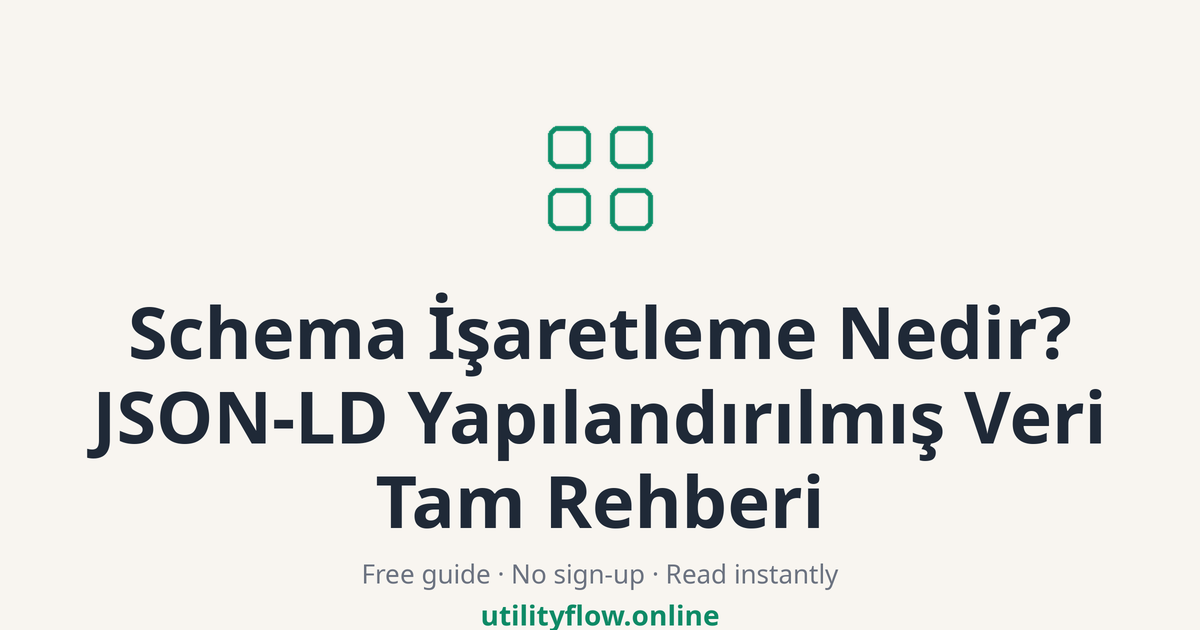 Schema İşaretleme Nedir?
JSON-LD Yapılandırılmış Veri
Tam Rehberi
Free guide · No sign-up · Read instantly
utilityflow.online